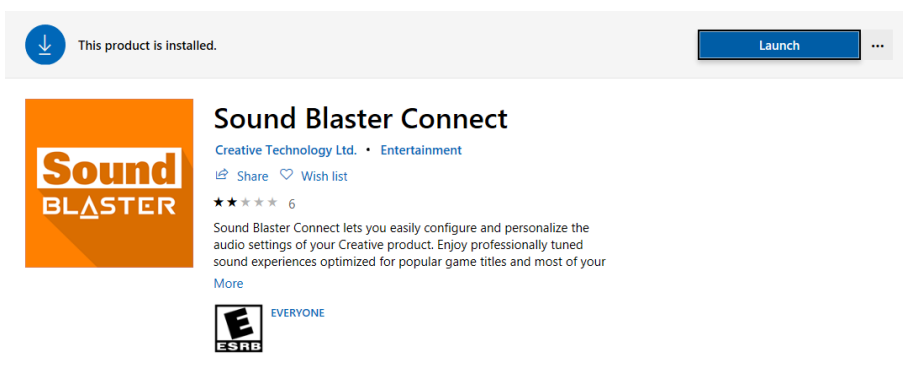 This product is installed.
Launch
...
Sound Blaster Connect
Creative Technology Ltd. • Entertainment
Share Wish list
6
Sound Blaster Connect lets you easily configure and personalize the
audio settings of your Creative product. Enjoy professionally tuned
sound experiences optimized for popular game titles and most of your
More
Sound
BLASTER
E
ESRB
EVERYONE